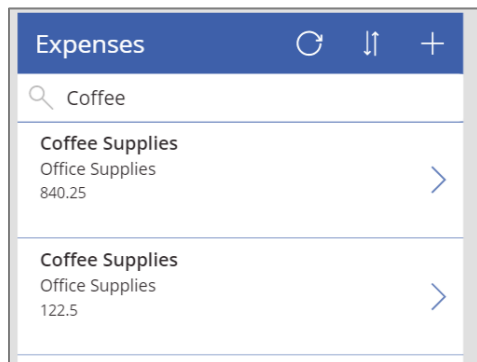 Expenses
Coffee
Coffee Supplies
Office Supplies
840.25
Coffee Supplies
Office Supplies
122.5